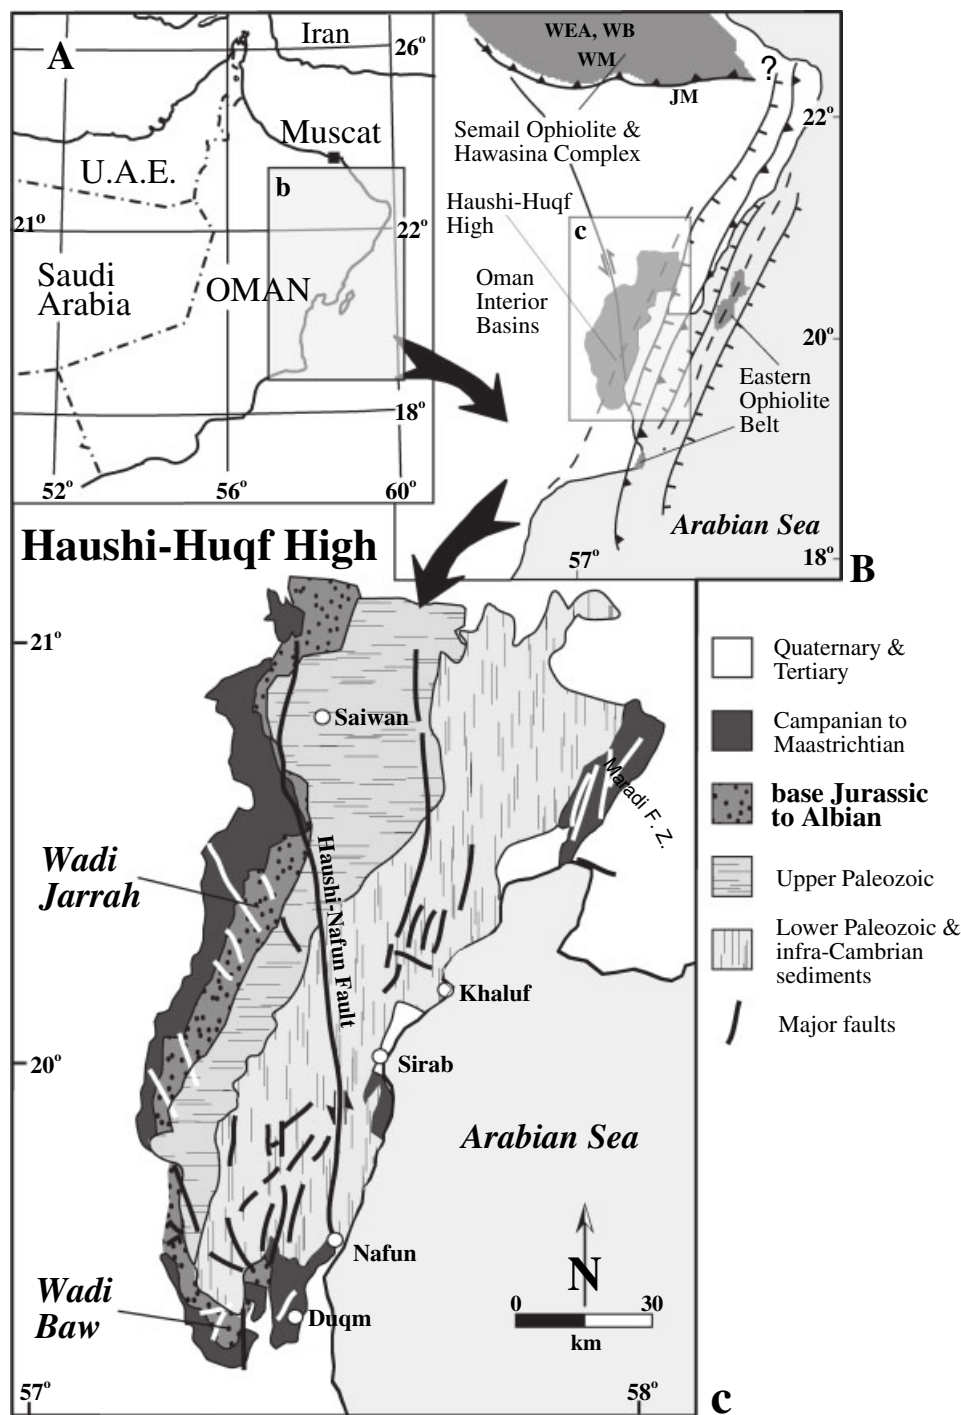 A
Iran
26°
Muscat
U.A.E.
b
21°
22°
Saudi
Arabia
OMAN
18°
52°
56°
60°
WEA, WB
WM
?
JM
22°
Semail Ophiolite &
Hawasina Complex
Haushi-Huqf
High
c
Oman
Interior
Basins
20°
Eastern
Ophiolite
Belt
Arabian Sea
57°
18°
B
Haushi-Huqf High
21°
Saiwan
Maradi F. Z.
Wadi
Jarrah
Haushi-Nafun Fault
Khaluf
20°
Sirab
Arabian Sea
Nafun
N
Wadi
Baw
Duqm
0
30
km
57°
58°
c
Quaternary &
Tertiary
Campanian to
Maastrichtian
base Jurassic
to Albian
Upper Paleozoic
Lower Paleozoic &
infra-Cambrian
sediments
Major faults